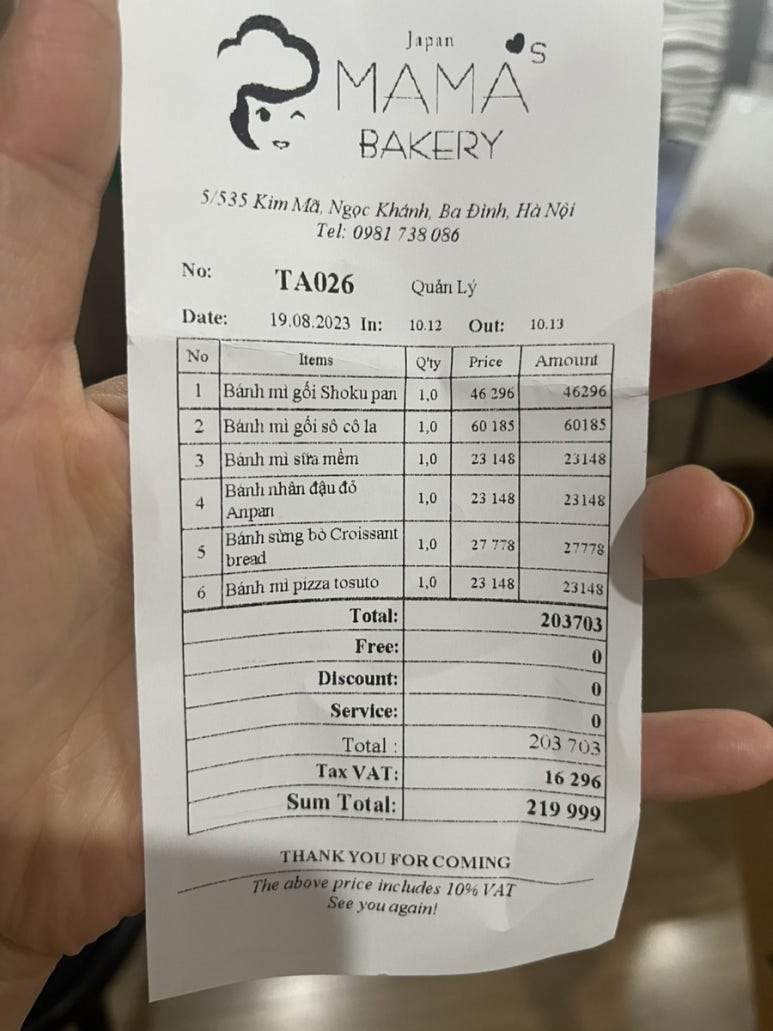 Japan
MAMA'S
BAKERY
5/535 Kim Mã, Ngọc Khánh, Ba Đình, Hà Nội
Tel: 0981 738 086
No: TA026 Quản Lý
Date: 19.08.2023 In: 10.12 Out: 10.13
No Items Q'ty Price Amount
1 Bánh mì gối Shoku pan 1,0 46 296 46296
2 Bánh mì gối sô cô la 1,0 60 185 60185
3 Bánh mì sữa mềm 1,0 23 148 23148
4 Bánh nhân đậu đỏ Anpan 1,0 23 148 23148
5 Bánh sừng bò Croissant bread 1,0 27 778 27778
6 Bánh mì pizza tosuto 1,0 23 148 23148
Total: 203703
Free: 0
Discount: 0
Service: 0
Total : 203 703
Tax VAT: 16 296
Sum Total: 219 999
THANK YOU FOR COMING
The above price includes 10% VAT
See you again!